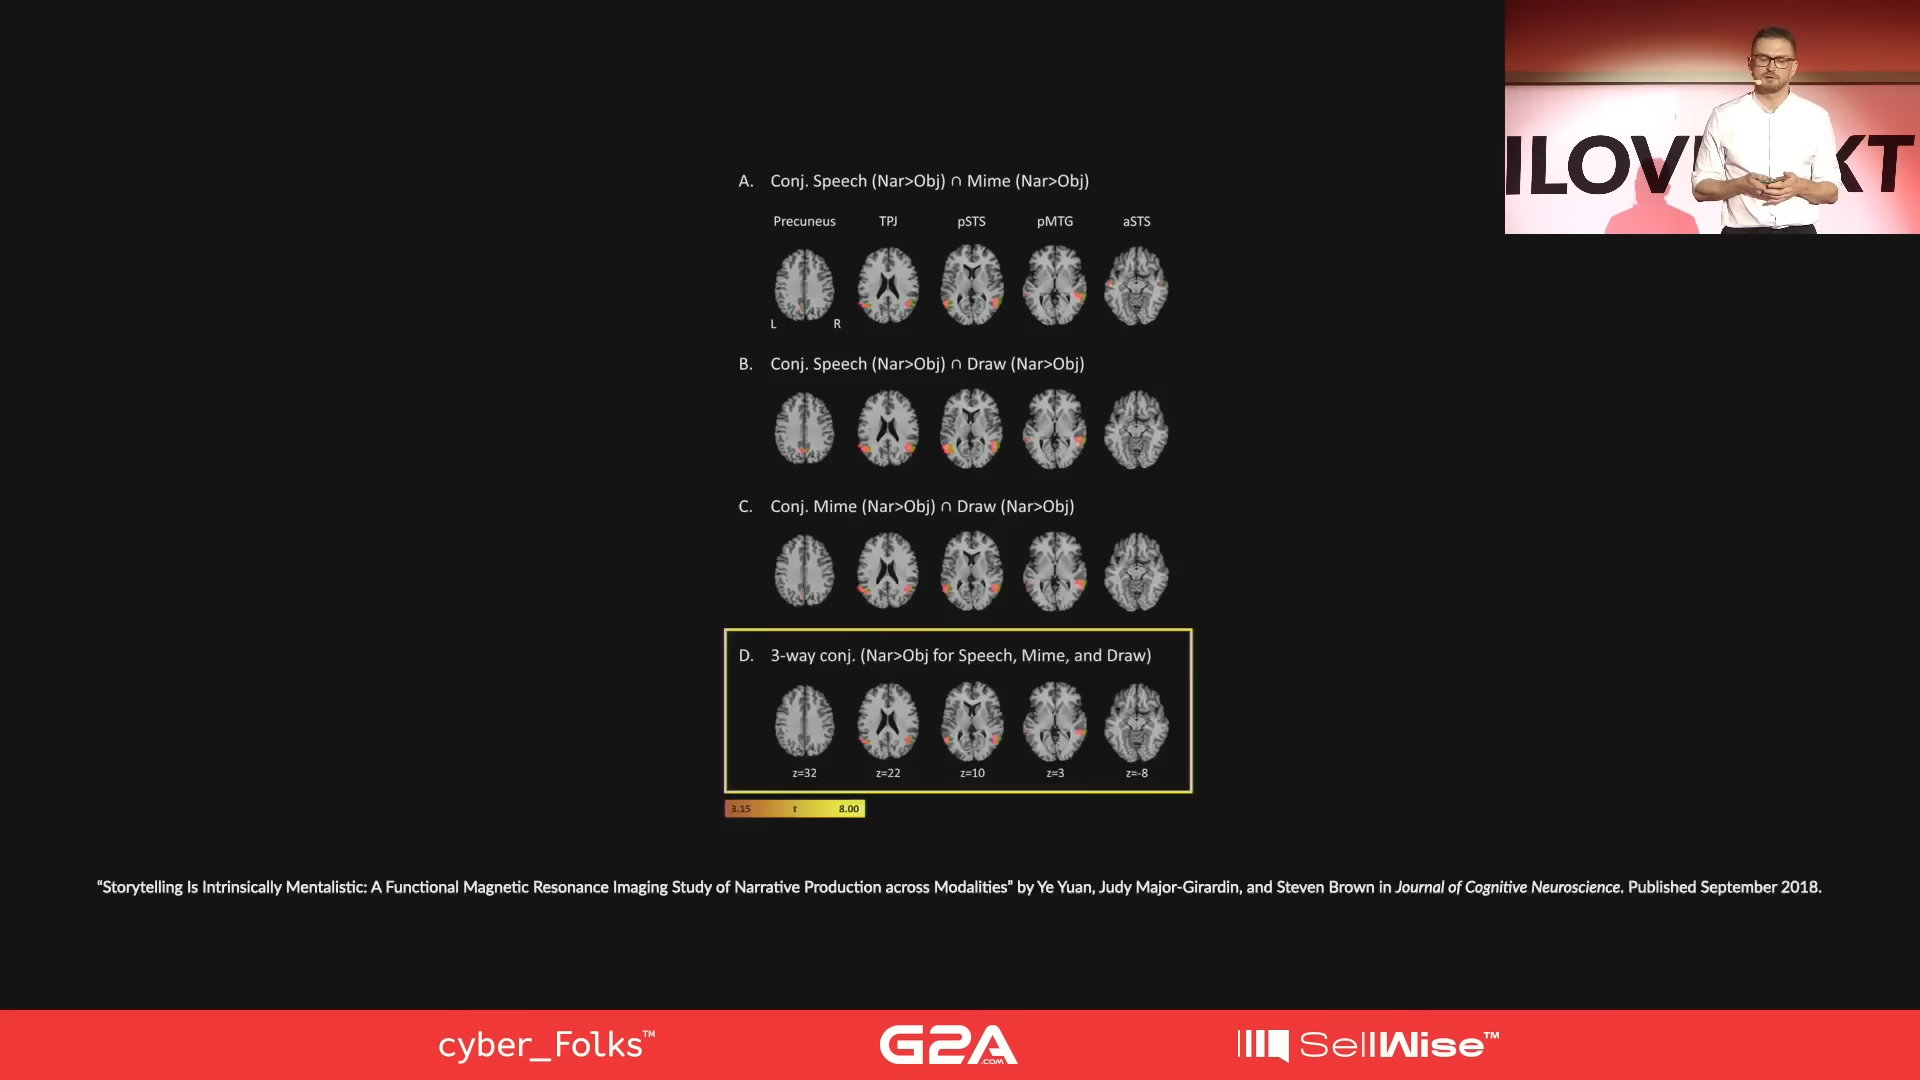 ILOV
KT
A. Conj. Speech (Nar>Obj) ∩ Mime (Nar>Obj)
Precuneus TPJ pSTS pMTG aSTS
L R
B. Conj. Speech (Nar>Obj) ∩ Draw (Nar>Obj)
C. Conj. Mime (Nar>Obj) ∩ Draw (Nar>Obj)
D. 3-way conj. (Nar>Obj for Speech, Mime, and Draw)
z=32 z=22 z=10 z=3 z=-8
3.15 t 8.00
“Storytelling Is Intrinsically Mentalistic: A Functional Magnetic Resonance Imaging Study of Narrative Production across Modalities” by Ye Yuan, Judy Major-Girardin, and Steven Brown in Journal of Cognitive Neuroscience. Published September 2018.
cyber_Folks™ G2A.COM SellWise™